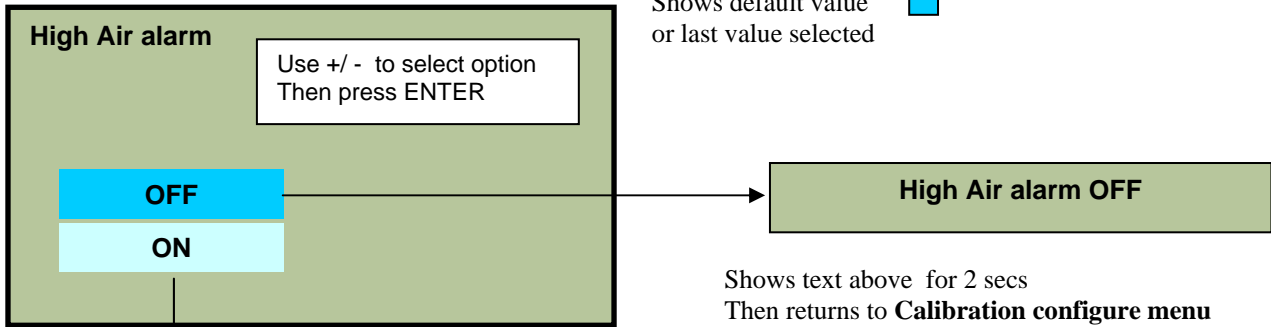 Shows default value
or last value selected
High Air alarm
Use +/ - to select option
Then press ENTER
OFF
ON
High Air alarm OFF
Shows text above for 2 secs
Then returns to Calibration configure menu